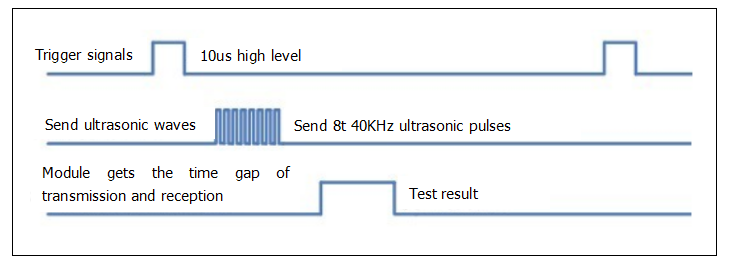 Trigger signals 10us high level
Send ultrasonic waves Send 8t 40KHz ultrasonic pulses
Module gets the time gap of
transmission and reception Test result